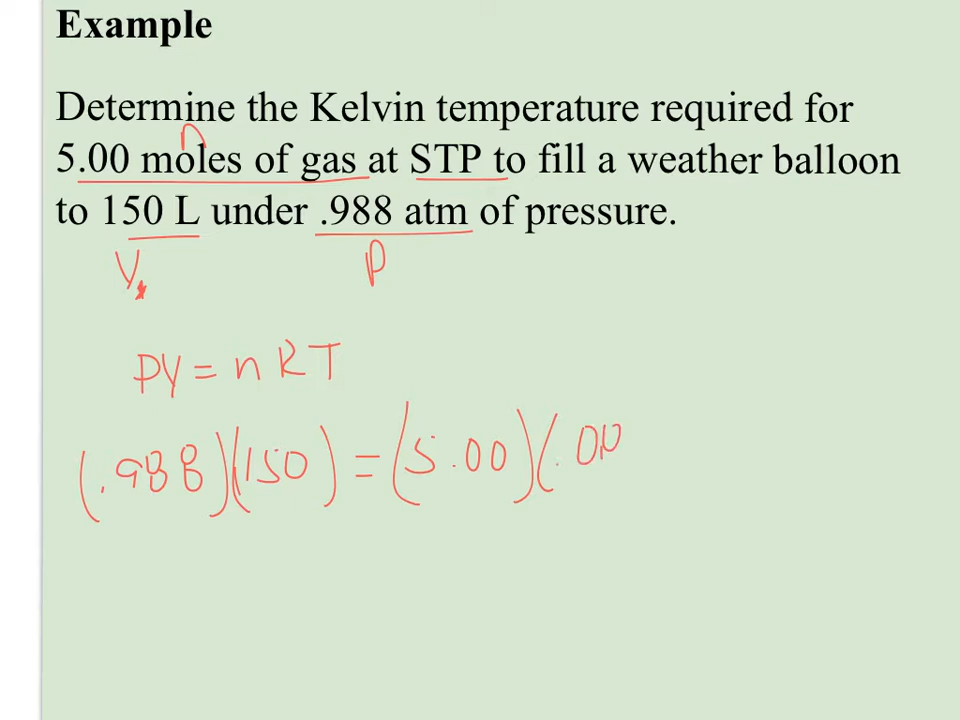 Example
Determine the Kelvin temperature required for
n
5.00 moles of gas at STP to fill a weather balloon
to 150 L under .988 atm of pressure.
V P
PV = nRT
(.988)(150) = (5.00)(.00